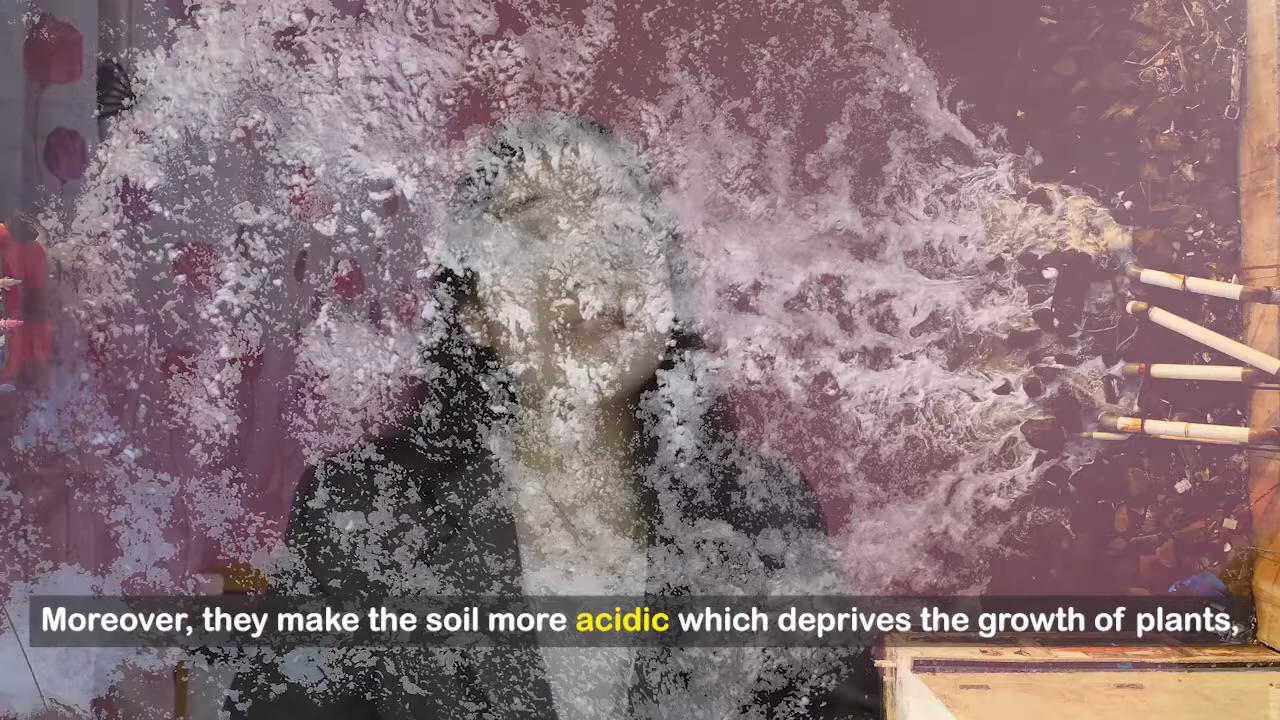 Moreover, they make the soil more acidic which deprives the growth of plants,